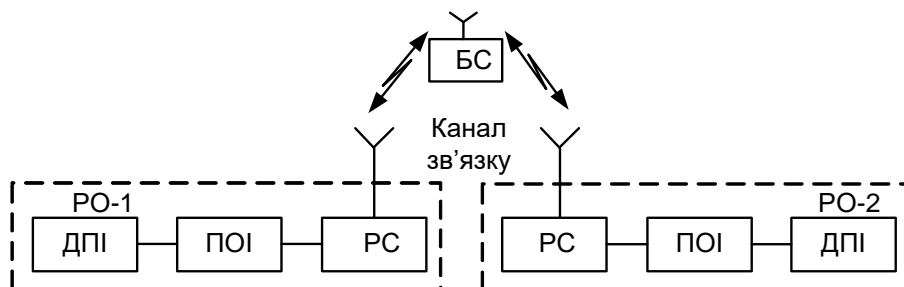 БС
Канал
зв’язку
РО-1
РО-2
ДПІ
ПОІ
РС
РС
ПОІ
ДПІ